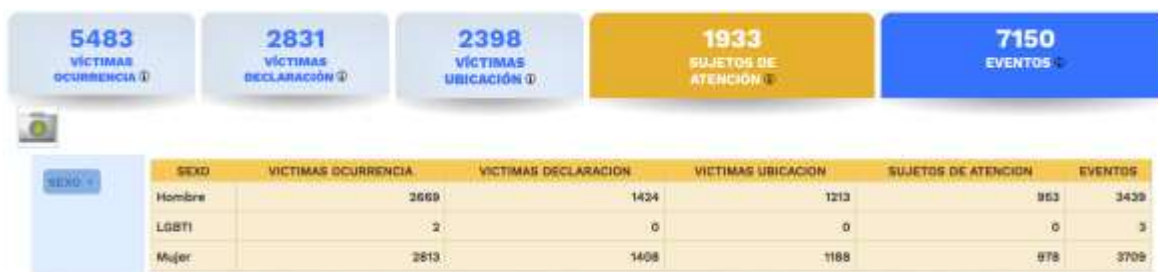 5483
VÍCTIMAS
OCURRENCIA
2831
VÍCTIMAS
DECLARACIÓN
2398
VÍCTIMAS
UBICACIÓN
1933
SUJETOS DE
ATENCIÓN
7150
EVENTOS
SEXO
SEXO VICTIMAS OCURRENCIA VICTIMAS DECLARACION VICTIMAS UBICACION SUJETOS DE ATENCION EVENTOS
Hombre 2669 1424 1213 953 3439
LGBTI 2 0 0 0 3
Mujer 2813 1408 1188 978 3709